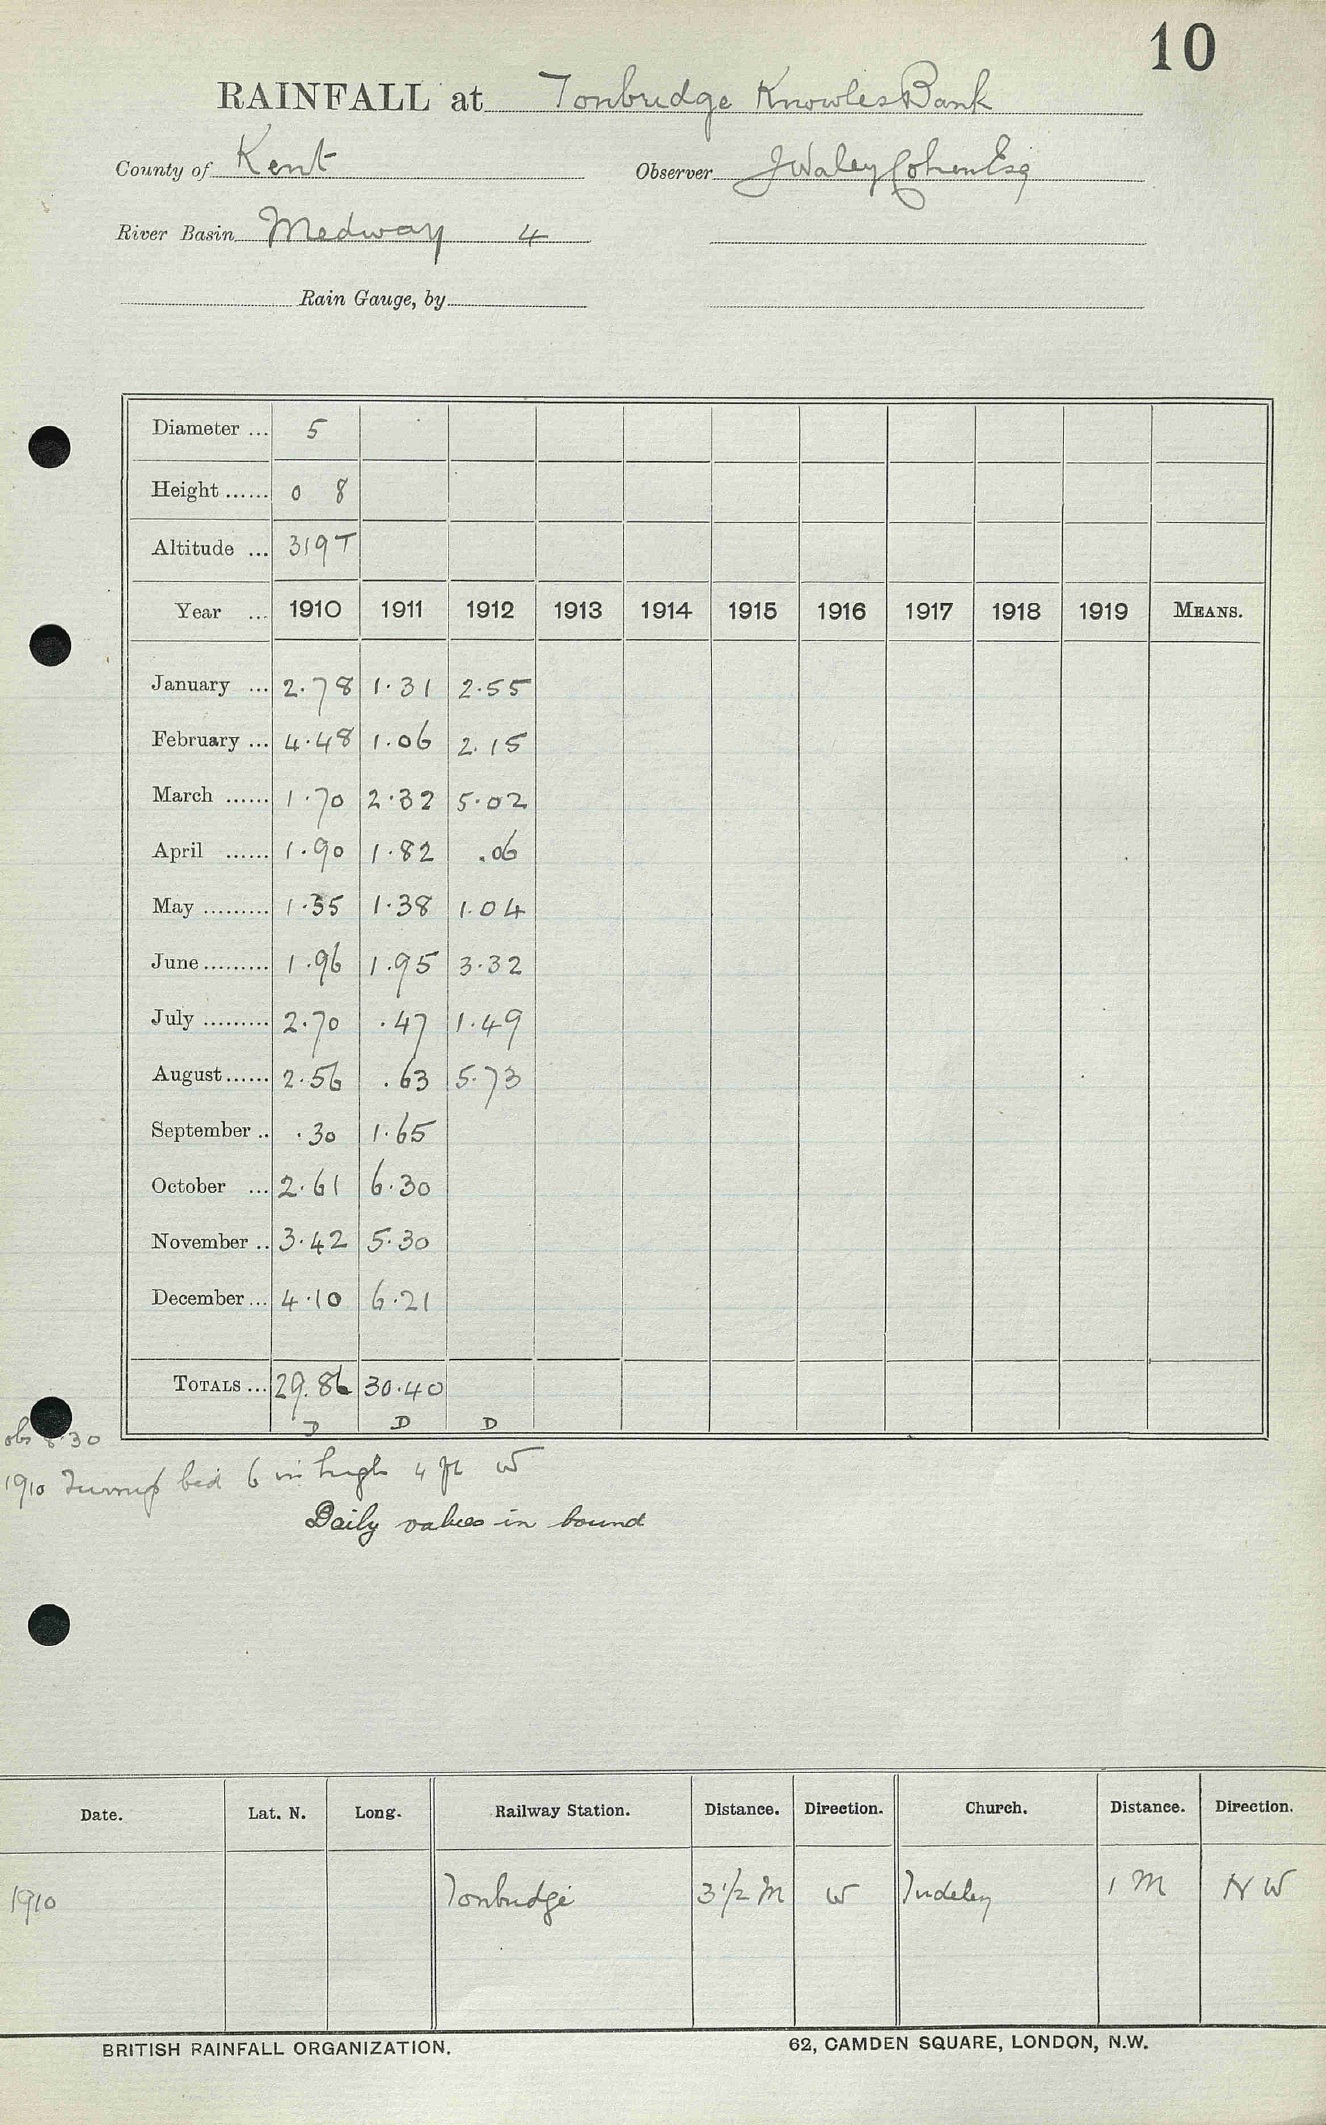 10
RAINFALL at Tonbridge Knowles Bank
County of Kent Observer J Waley Cohen Esq
River Basin Medway 4
Rain Gauge, by
Diameter ... 5
Height ...... 0 8
Altitude ... 319 T
Year ... 1910 1911 1912 1913 1914 1915 1916 1917 1918 1919 MEANS.
January ... 2.78 1.31 2.55
February ... 4.48 1.06 2.15
March ...... 1.70 2.32 5.02
April ...... 1.90 1.82 .06
May ......... 1.35 1.38 1.04
June ......... 1.96 1.95 3.32
July ......... 2.70 .47 1.49
August ...... 2.56 .63 5.73
September .. .30 1.65
October ... 2.61 6.30
November .. 3.42 5.30
December ... 4.10 6.21
TOTALS ... 29.86 30.40
D D D
obs 8.30
1910 Turnip bed 6 in high 4 ft W
Daily values in bound
Date. Lat. N. Long. Railway Station. Distance. Direction. Church. Distance. Direction.
1910 Tonbridge 3 1/2 M W Tudeley 1 M NW
BRITISH RAINFALL ORGANIZATION. 62, CAMDEN SQUARE, LONDON, N.W.